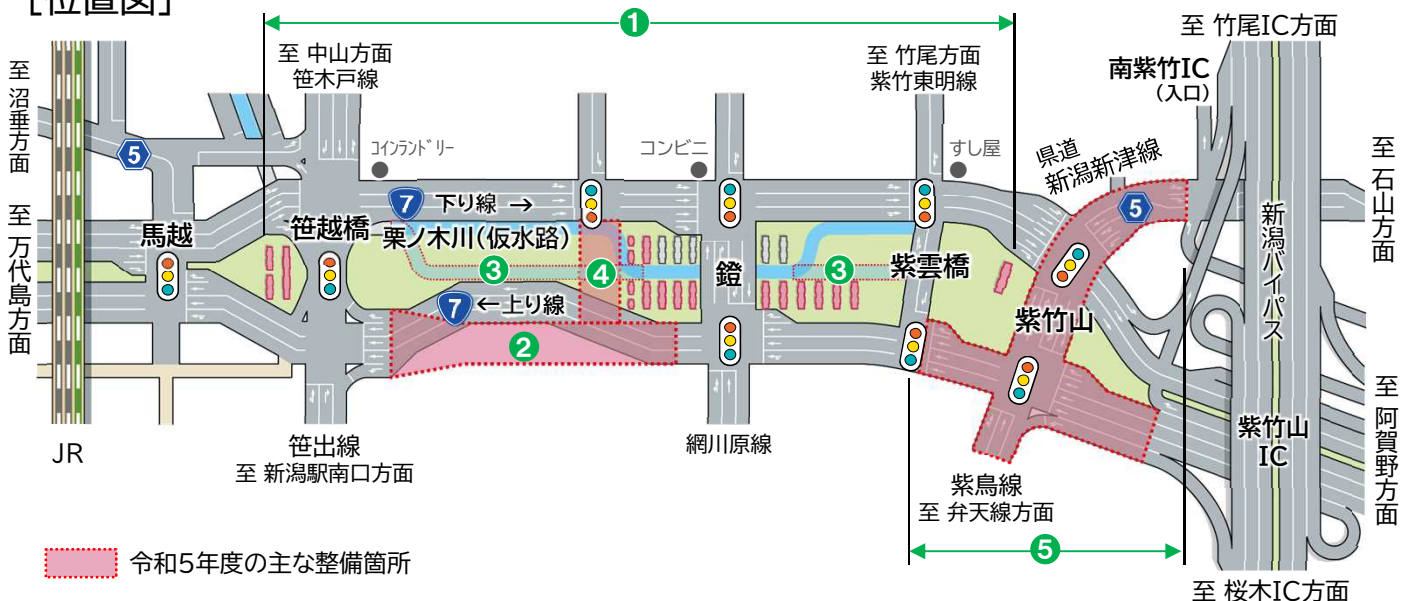 [位置図]
❶
至 中山方面
笹木戸線
至 竹尾方面
紫竹東明線
至 竹尾IC方面
南紫竹IC
(入口)
至 沼垂方面
5
コインランドリー
コンビニ
すし屋
県道
新潟新津線
5
至 石山方面
7
下り線 →
至 万代島方面
馬越
笹越橋
栗ノ木川(仮水路)
❸
❹
鐙
❸
紫雲橋
新潟バイパス
7
←上り線
紫竹山
❷
至 阿賀野方面
紫竹山
IC
JR
笹出線
至 新潟駅南口方面
網川原線
紫鳥線
至 弁天線方面
❺
令和5年度の主な整備箇所
至 桜木IC方面